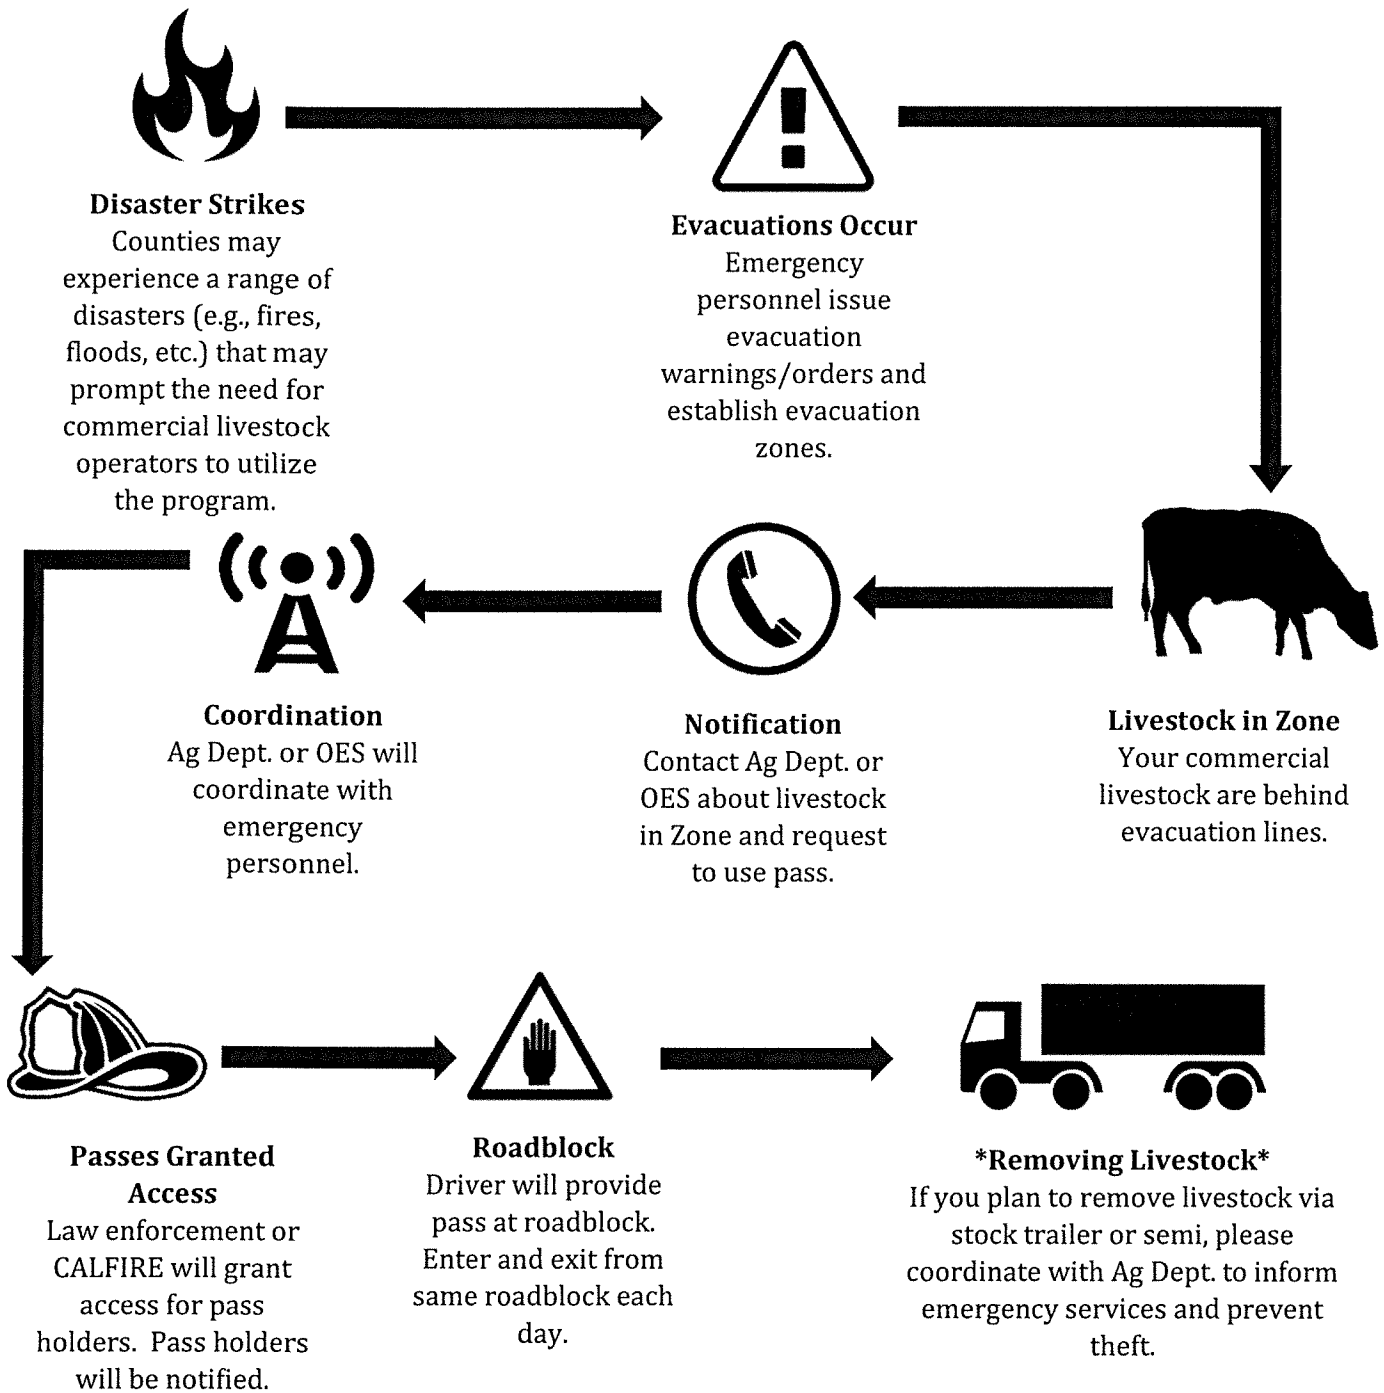 Disaster Strikes
Counties may
experience a range of
disasters (e.g., fires,
floods, etc.) that may
prompt the need for
commercial livestock
operators to utilize
the program.
Evacuations Occur
Emergency
personnel issue
evacuation
warnings/orders and
establish evacuation
zones.
Livestock in Zone
Your commercial
livestock are behind
evacuation lines.
Notification
Contact Ag Dept. or
OES about livestock
in Zone and request
to use pass.
Coordination
Ag Dept. or OES will
coordinate with
emergency
personnel.
Passes Granted
Access
Law enforcement or
CALFIRE will grant
access for pass
holders.  Pass holders
will be notified.
Roadblock
Driver will provide
pass at roadblock.
Enter and exit from
same roadblock each
day.
*Removing Livestock*
If you plan to remove livestock via
stock trailer or semi, please
coordinate with Ag Dept. to inform
emergency services and prevent
theft.